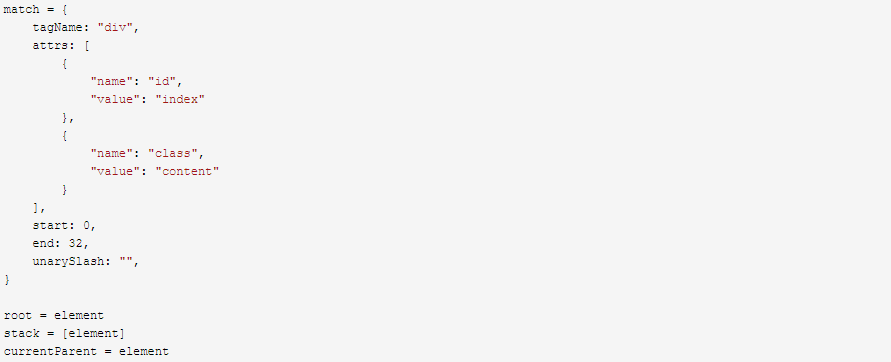 match = {
    tagName: "div",
    attrs: [
        {
            "name": "id",
            "value": "index"
        },
        {
            "name": "class",
            "value": "content"
        }
    ],
    start: 0,
    end: 32,
    unarySlash: "",
}

root = element
stack = [element]
currentParent = element